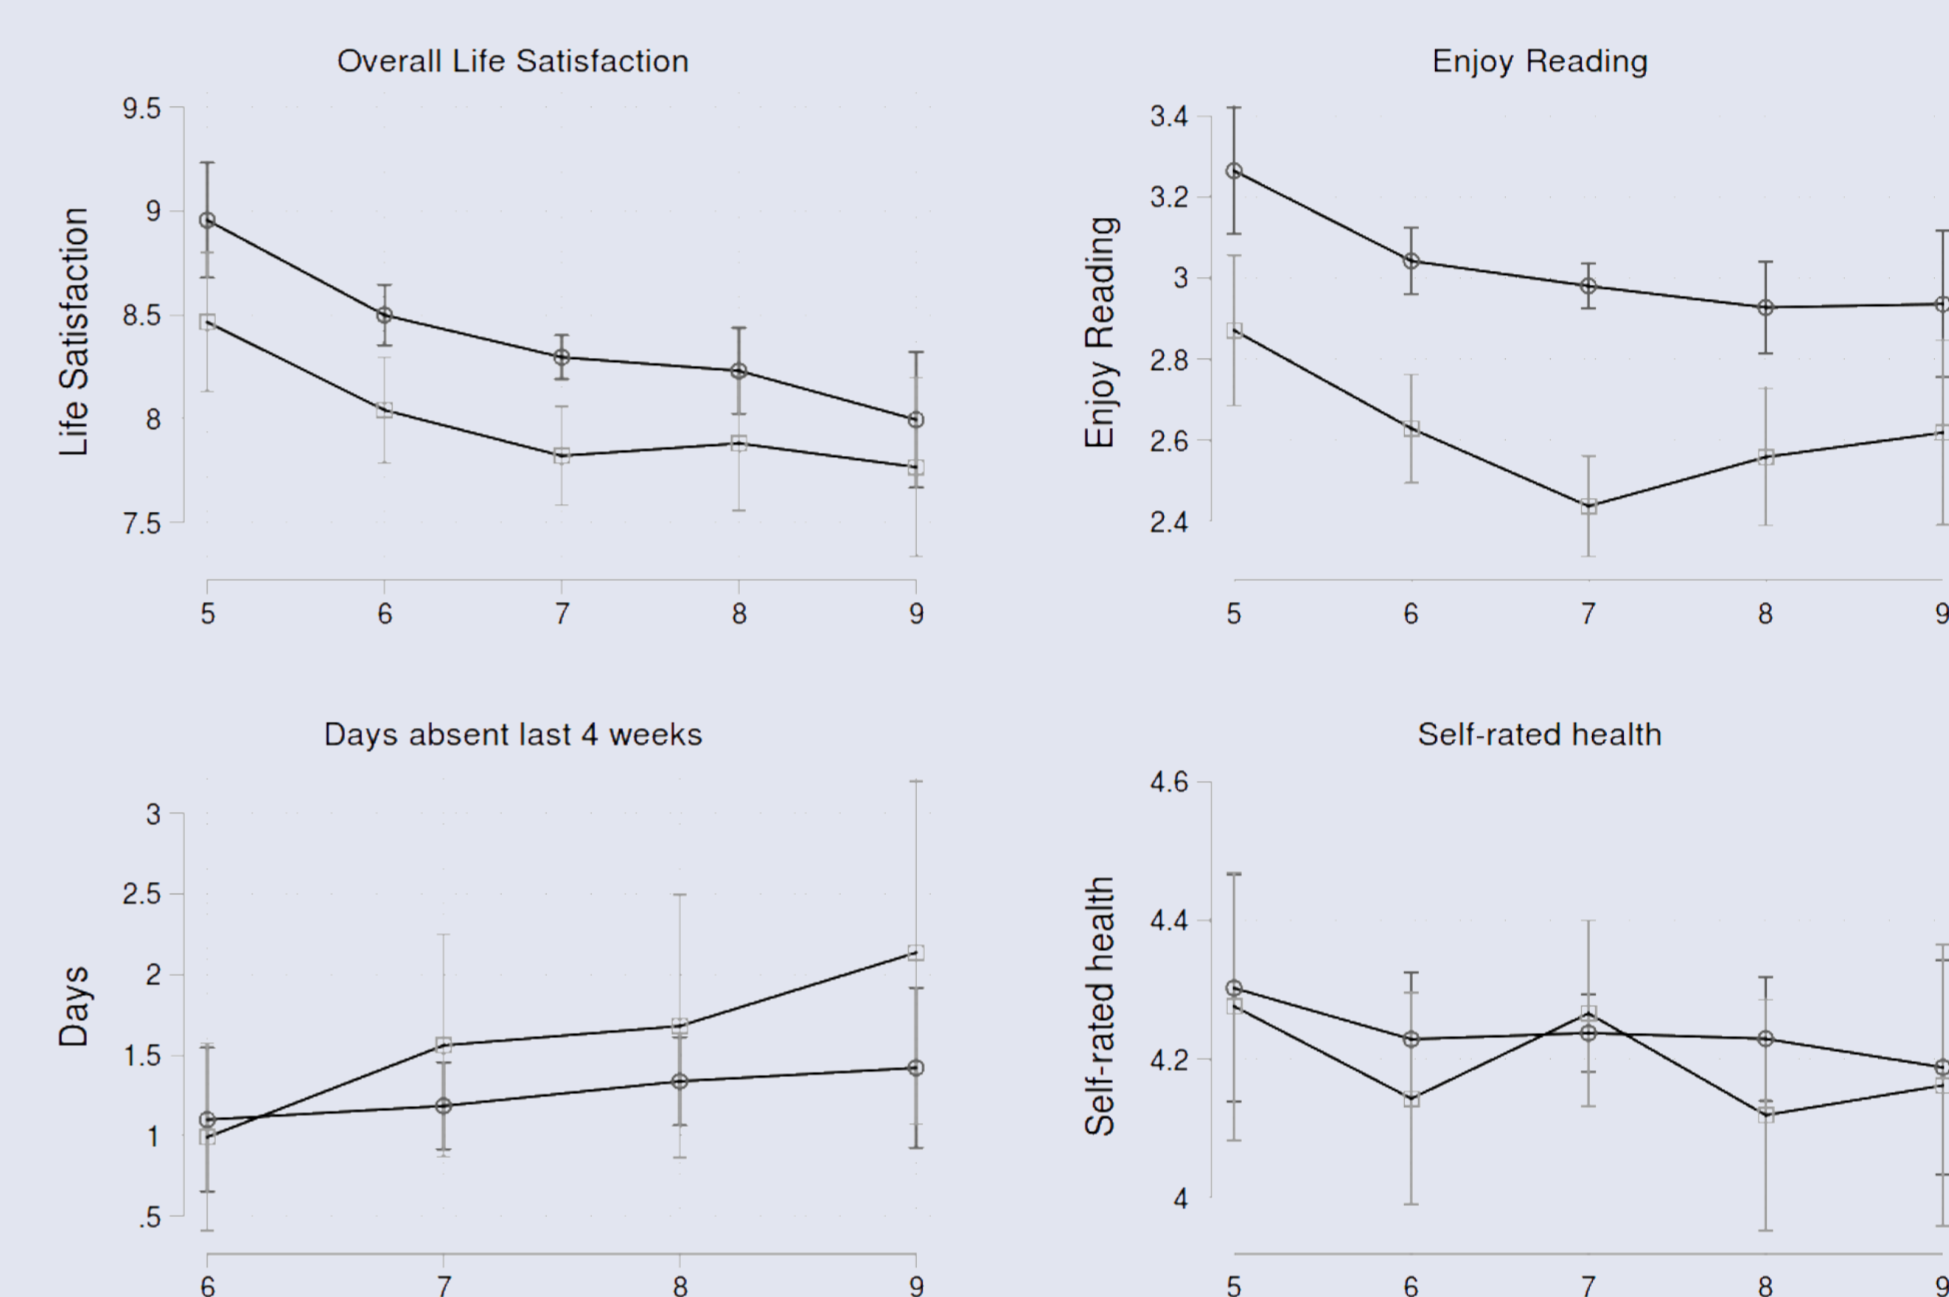 Overall Life Satisfaction
Life Satisfaction
9.5
9
8.5
8
7.5
5 6 7 8 9
Enjoy Reading
Enjoy Reading
3.4
3.2
3
2.8
2.6
2.4
5 6 7 8 9
Days absent last 4 weeks
Days
3
2.5
2
1.5
1
.5
6 7 8 9
Self-rated health
Self-rated health
4.6
4.4
4.2
4
5 6 7 8 9